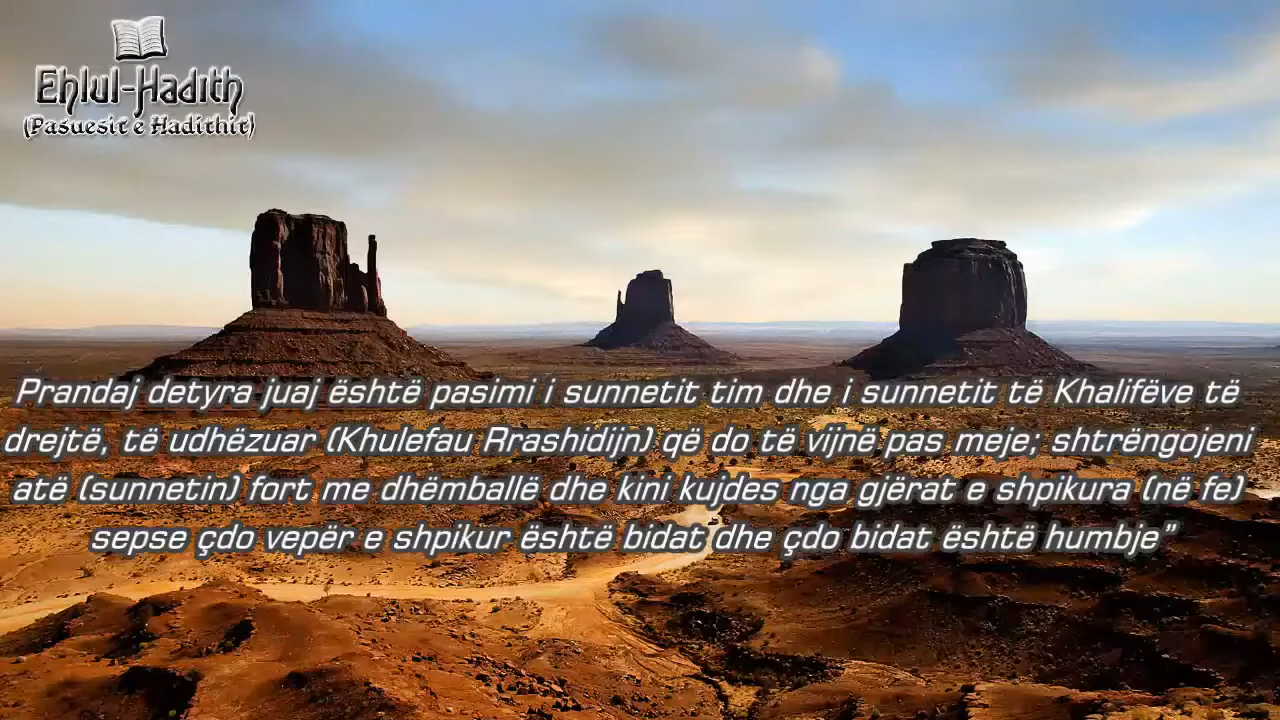 Ehlul-Hadith
(Pasuesit e Hadithit)
Prandaj detyra juaj është pasimi i sunnetit tim dhe i sunnetit të Khalifëve të
drejtë, të udhëzuar (Khulefau Rrashidijn) që do të vijnë pas meje; shtrëngojeni
atë (sunnetin) fort me dhëmballë dhe kini kujdes nga gjërat e shpikura (në fe)
sepse çdo vepër e shpikur është bidat dhe çdo bidat është humbje”